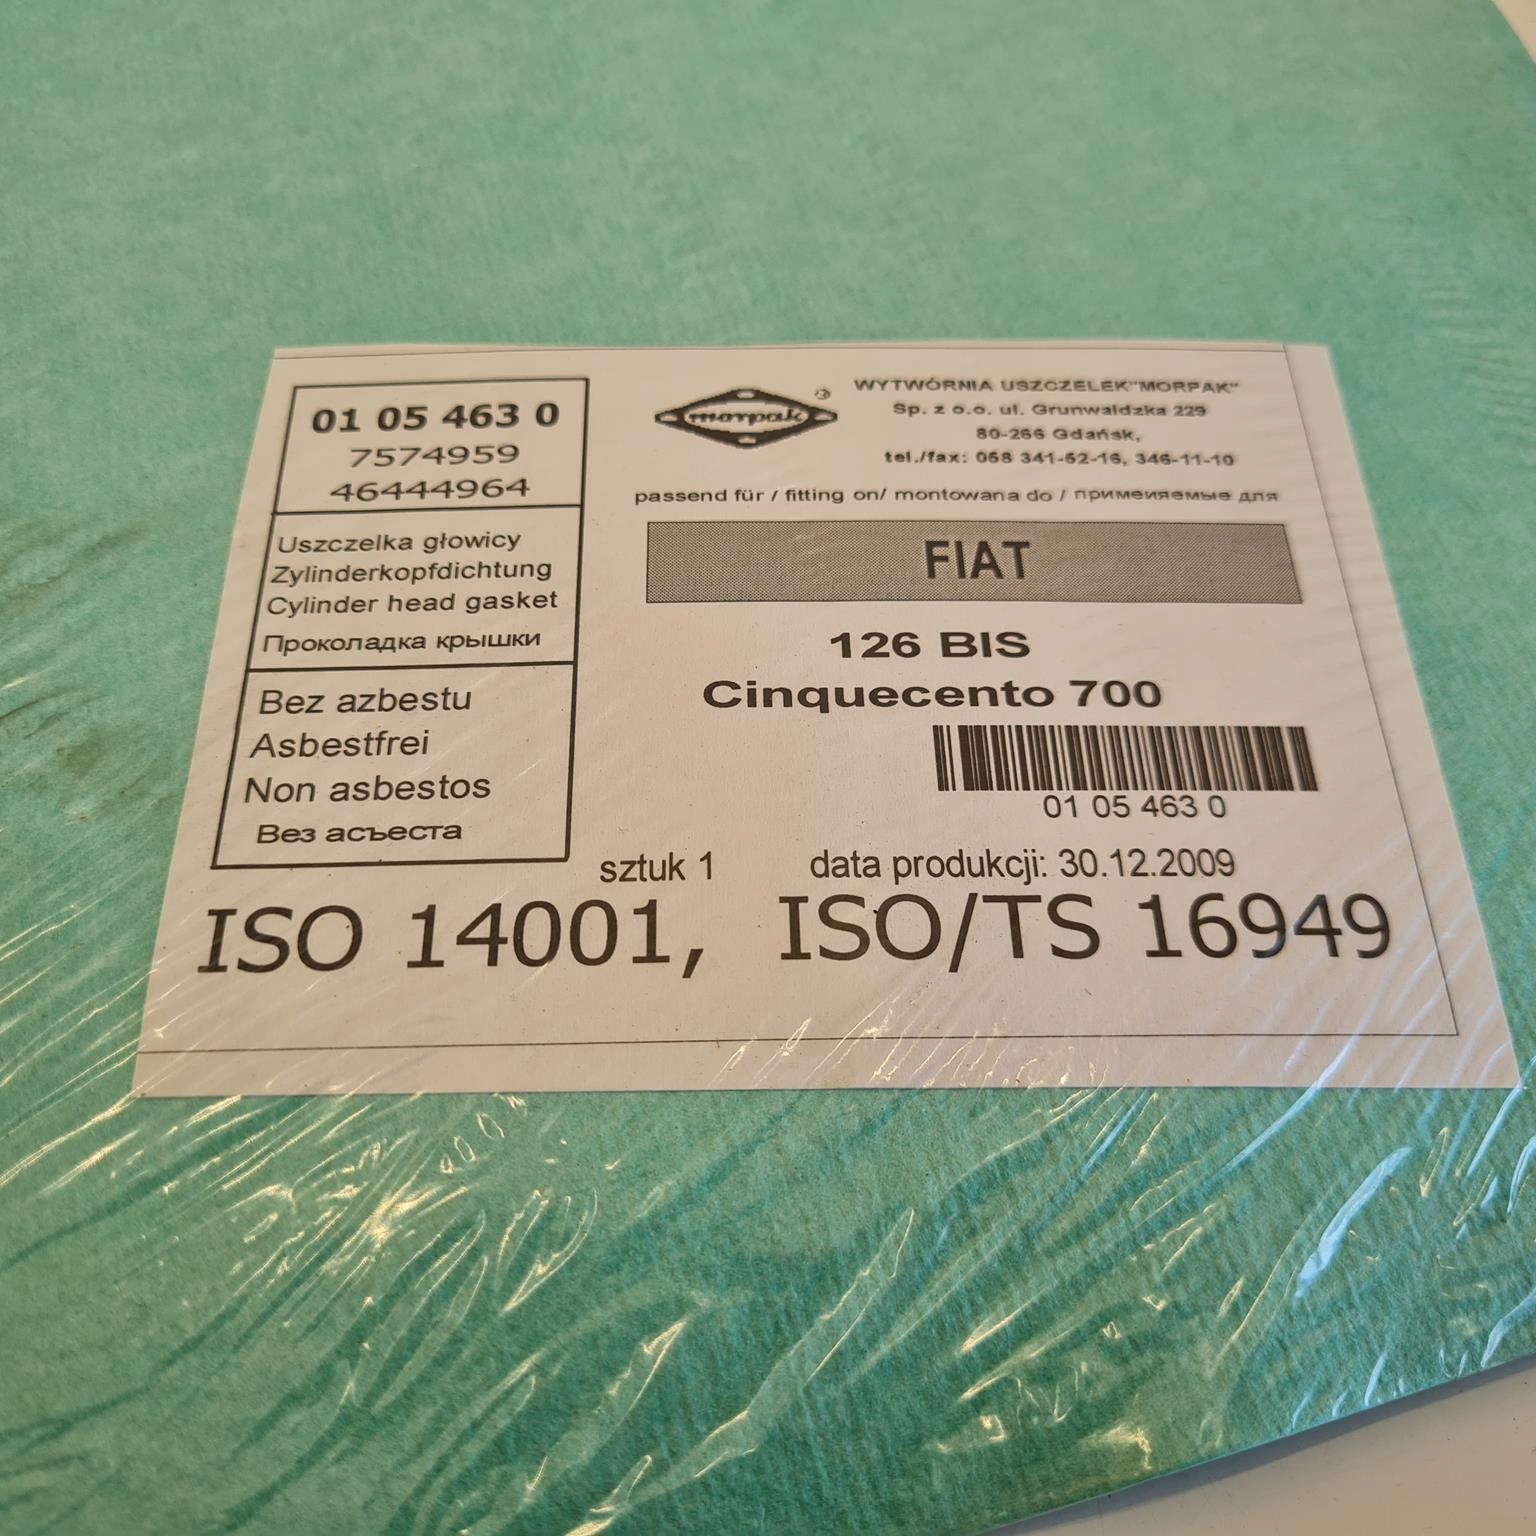 01 05 463 0
7574959
46444964
Uszczelka głowicy
Zylinderkopfdichtung
Cylinder head gasket
Проколадка крышки
Bez azbestu
Asbestfrei
Non asbestos
Вез асъеста
morpak ®
WYTWÓRNIA USZCZELEK"MORPAK"
Sp. z o.o. ul. Grunwaldzka 229
80-266 Gdańsk,
tel./fax: 058 341-52-16, 346-11-10
passend für / fitting on/ montowana do / применяемые для
FIAT
126 BIS
Cinquecento 700
01 05 463 0
sztuk 1 data produkcji: 30.12.2009
ISO 14001, ISO/TS 16949